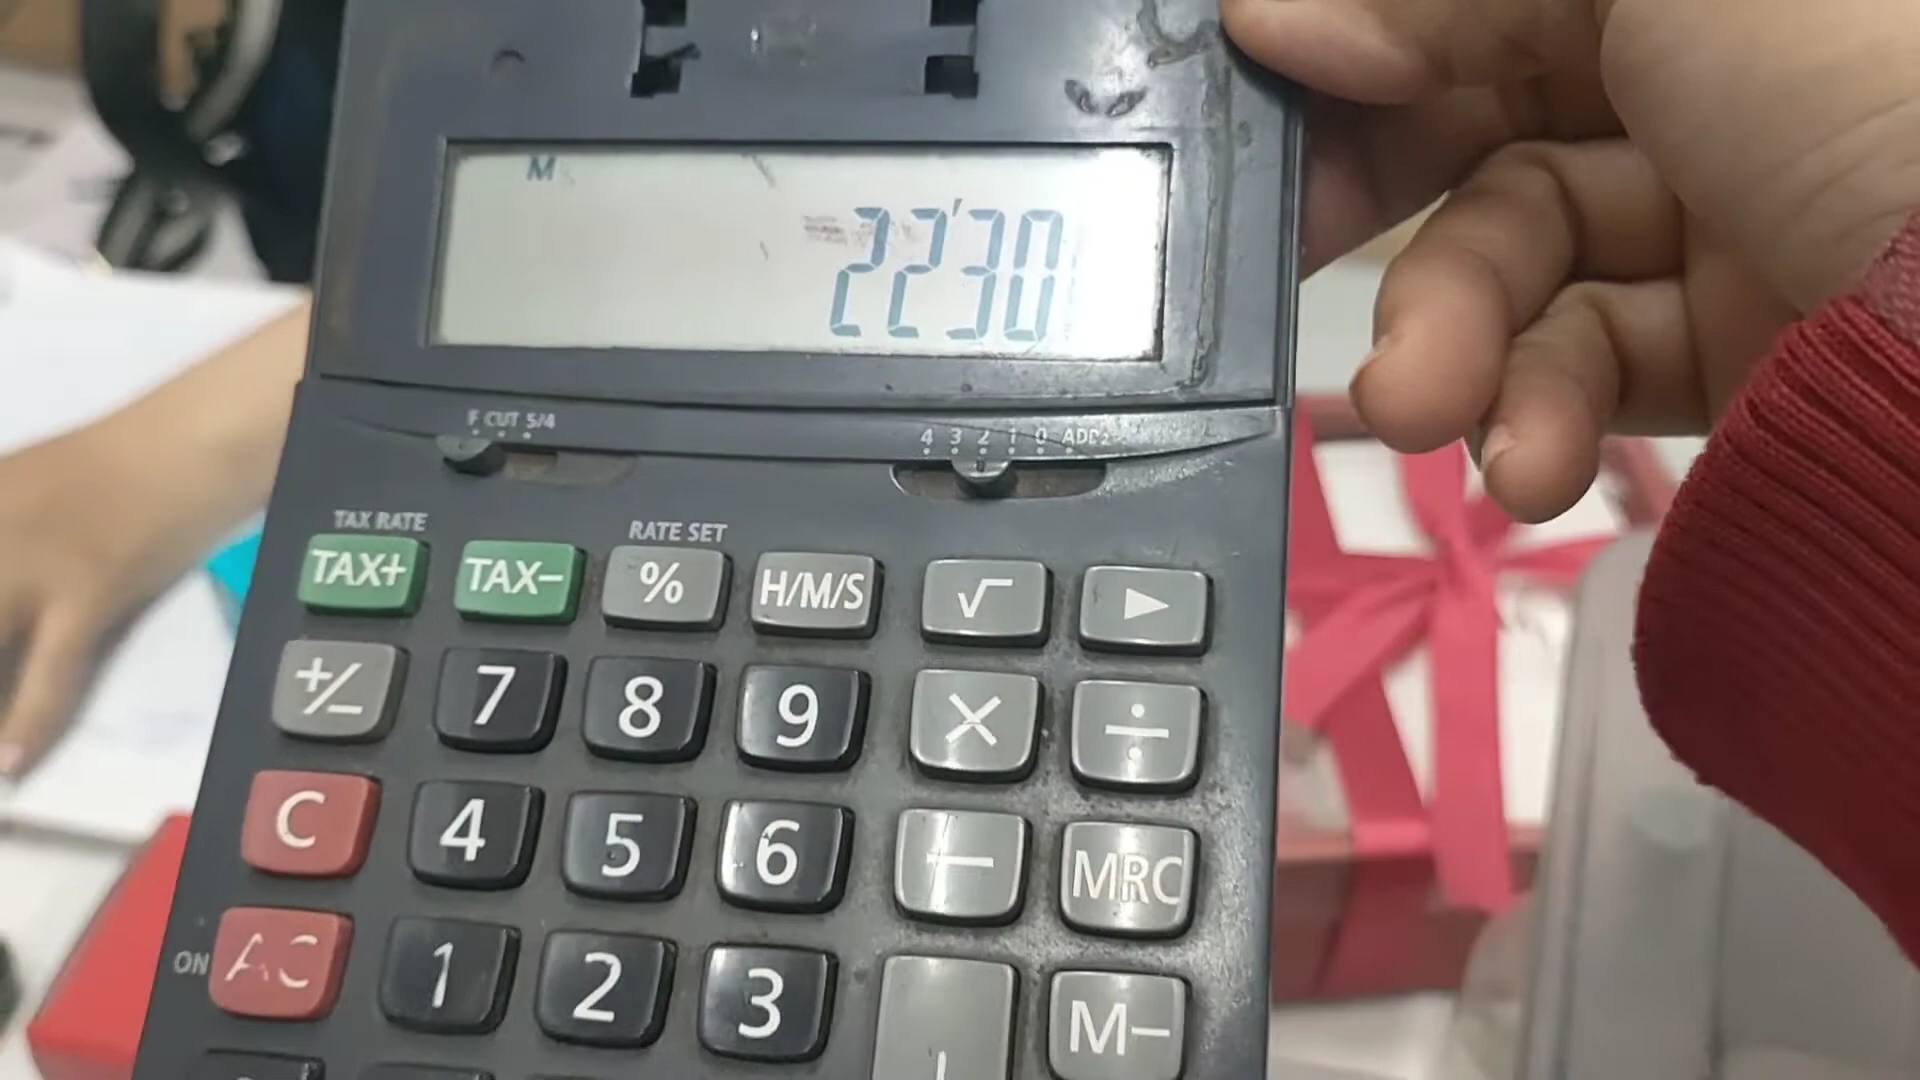 M
22'30
F CUT 5/4
4 3 2 1 0 ADD2
TAX RATE
RATE SET
TAX+ TAX− % H/M/S √ ▶
+/− 7 8 9 × ÷
C 4 5 6 − MRC
ON AC 1 2 3 + M−